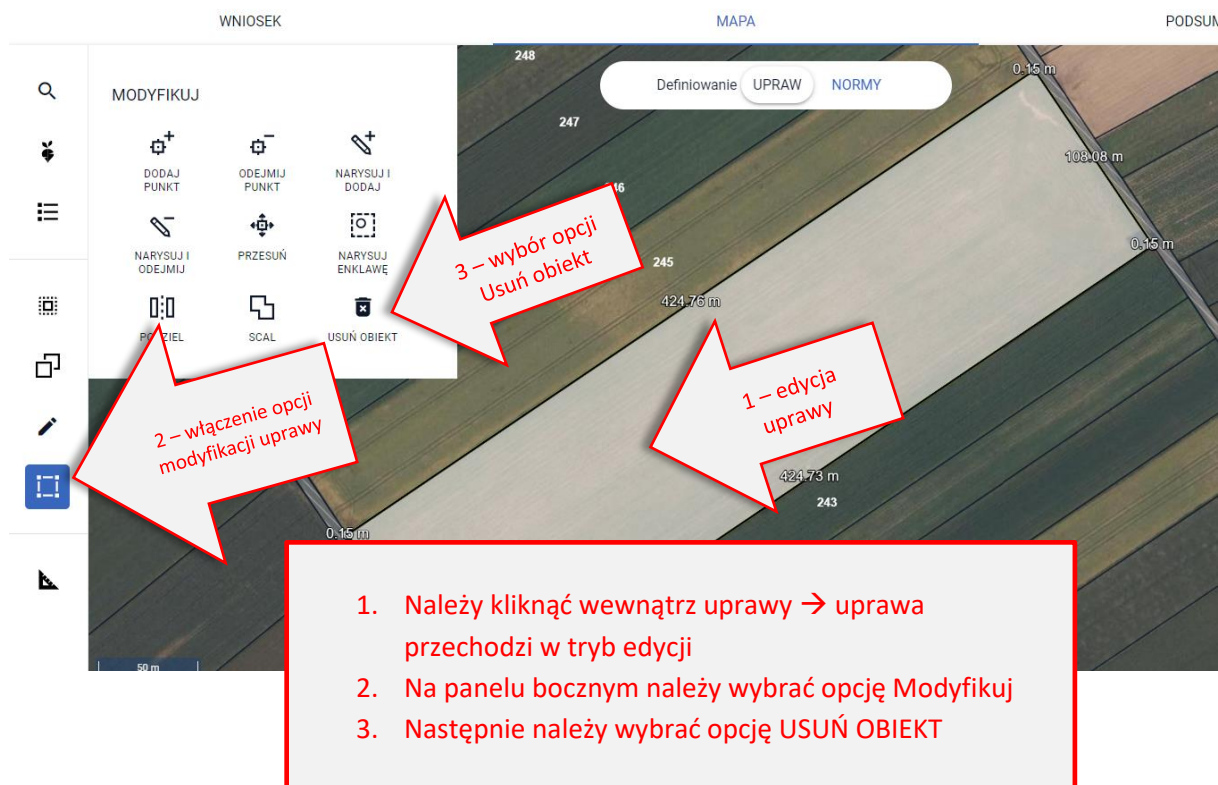 WNIOSEK
MAPA
PODSUM
Definiowanie UPRAW NORMY
MODYFIKUJ
DODAJ
PUNKT
ODEJMIJ
PUNKT
NARYSUJ I
DODAJ
NARYSUJ I
ODEJMIJ
PRZESUŃ
NARYSUJ
ENKLAWĘ
SCAL
USUŃ OBIEKT
248
247
245
243
0.15 m
108.08 m
0.15 m
424.76 m
424.73 m
0.15 m
50 m
3 – wybór opcji
Usuń obiekt
1 – edycja
uprawy
2 – włączenie opcji
modyfikacji uprawy
1. Należy kliknąć wewnątrz uprawy → uprawa
przechodzi w tryb edycji
2. Na panelu bocznym należy wybrać opcję Modyfikuj
3. Następnie należy wybrać opcję USUŃ OBIEKT